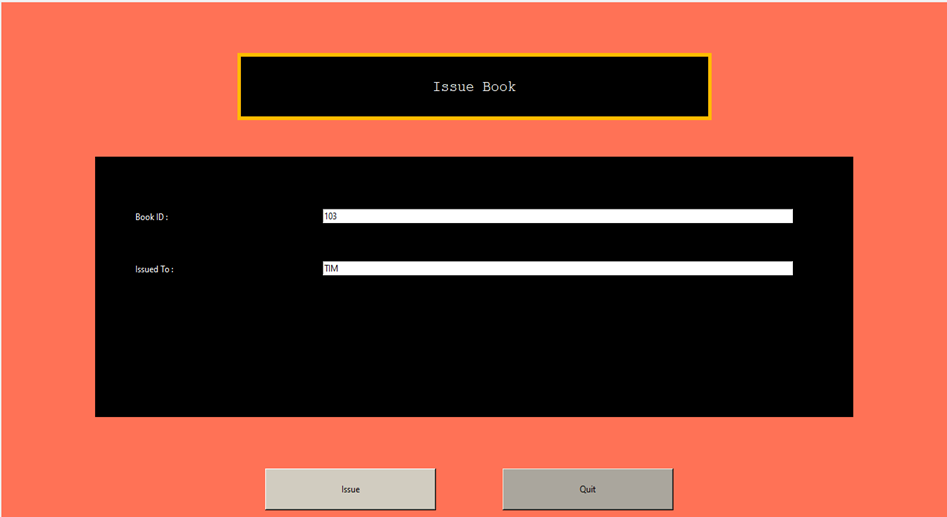 Issue Book
Book ID : 103
Issued To : TIM
Issue Quit